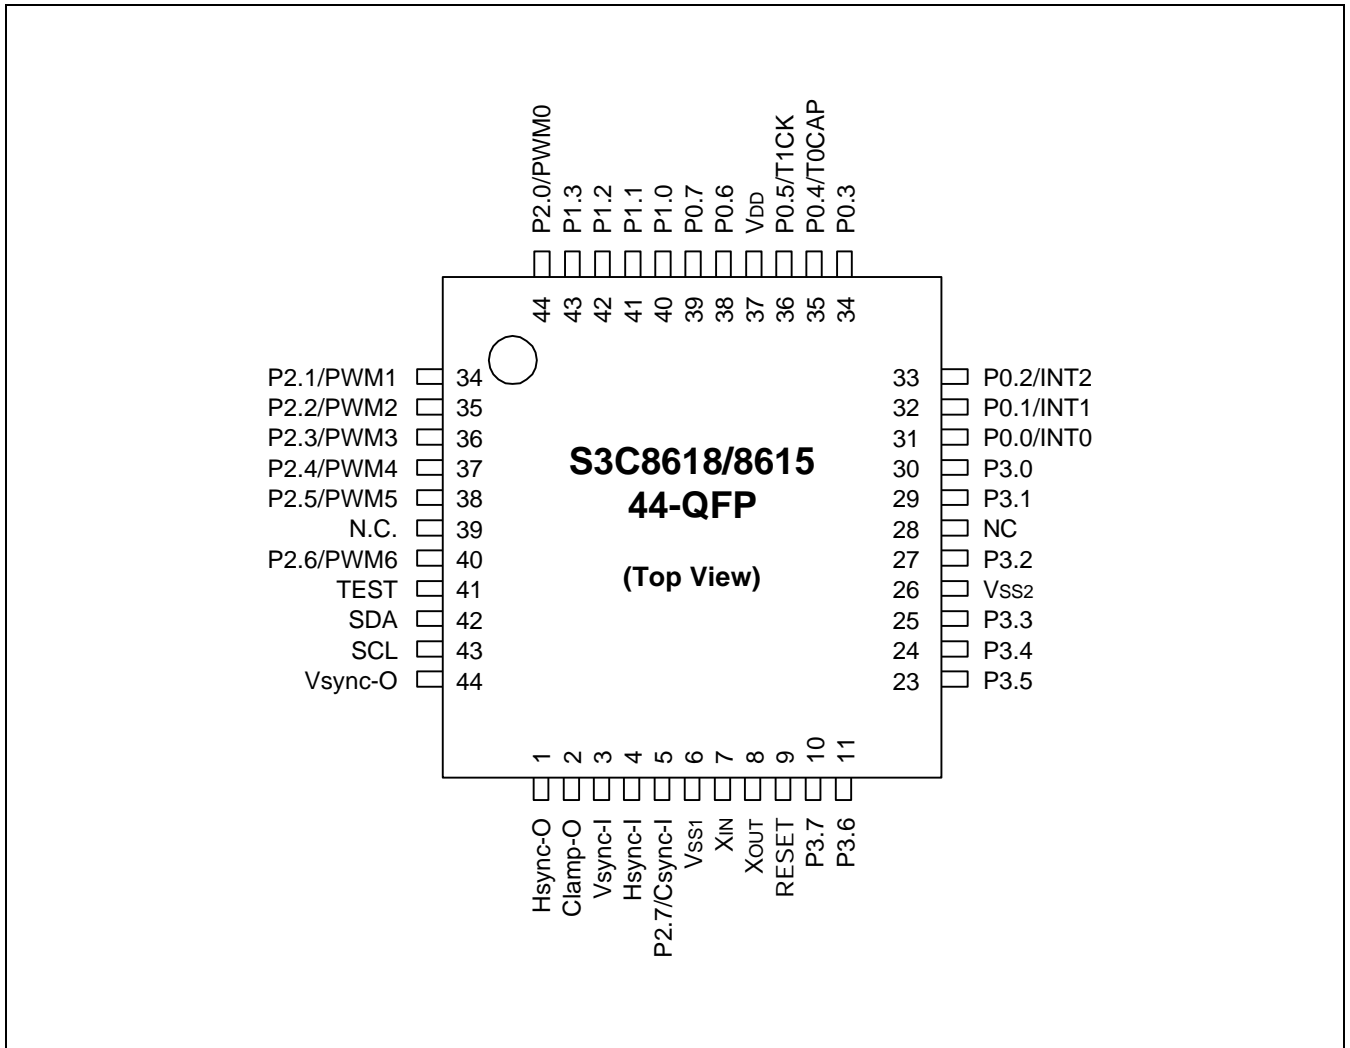 P2.0/PWM0
P1.3
P1.2
P1.1
P1.0
P0.7
P0.6
VDD
P0.5/T1CK
P0.4/T0CAP
P0.3
44
43
42
41
40
39
38
37
36
35
34
P2.1/PWM1 34
P2.2/PWM2 35
P2.3/PWM3 36
P2.4/PWM4 37
P2.5/PWM5 38
N.C. 39
P2.6/PWM6 40
TEST 41
SDA 42
SCL 43
Vsync-O 44
S3C8618/8615
44-QFP
(Top View)
33 P0.2/INT2
32 P0.1/INT1
31 P0.0/INT0
30 P3.0
29 P3.1
28 NC
27 P3.2
26 VSS2
25 P3.3
24 P3.4
23 P3.5
1
2
3
4
5
6
7
8
9
10
11
Hsync-O
Clamp-O
Vsync-I
Hsync-I
P2.7/Csync-I
VSS1
XIN
XOUT
RESET
P3.7
P3.6